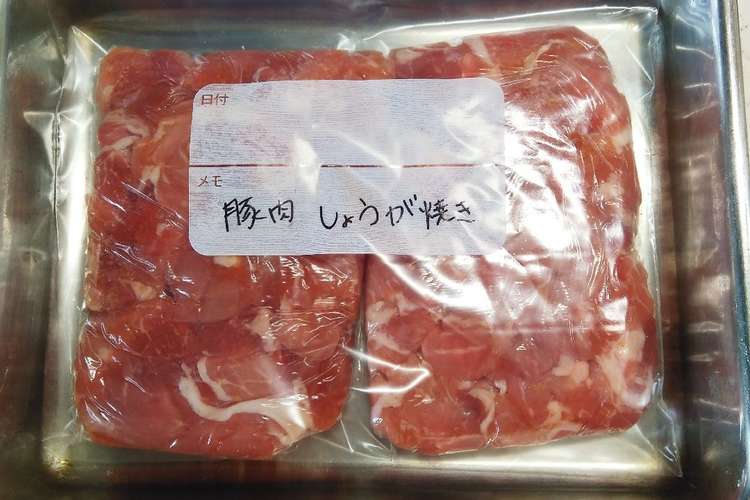 日付
メモ
豚肉 しょうが焼き